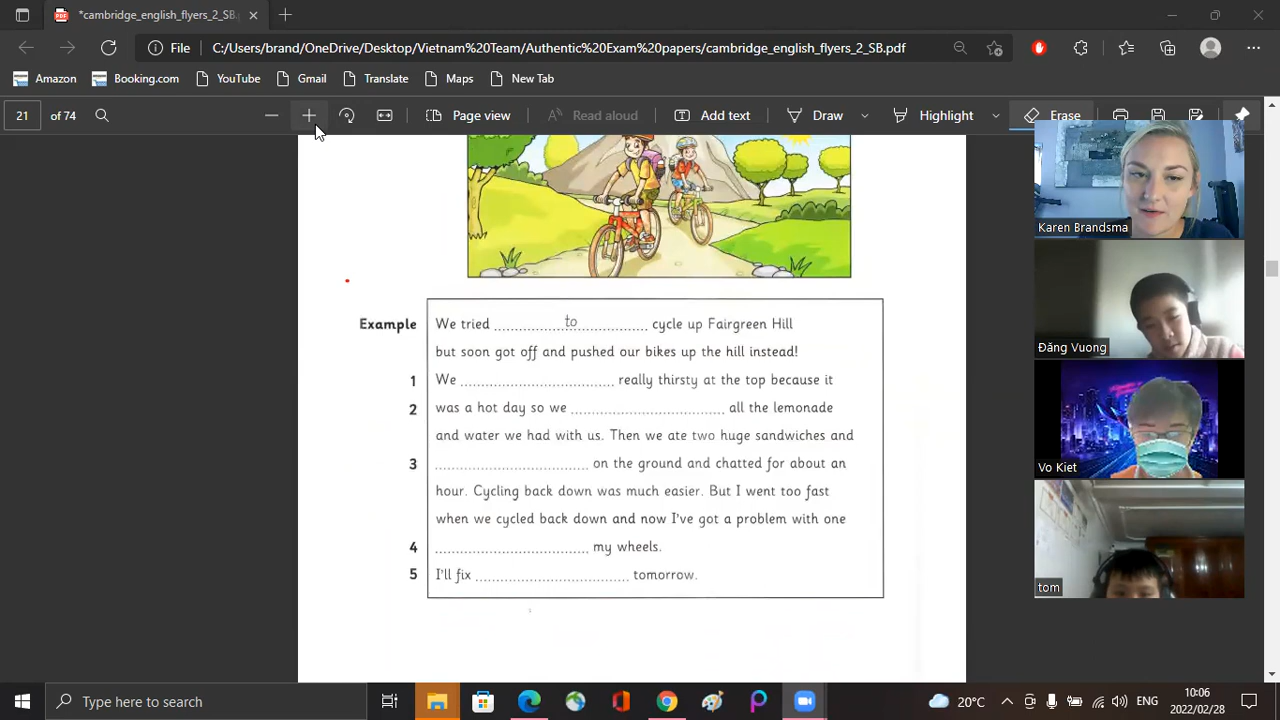 *cambridge_english_flyers_2_SB.p
File C:/Users/brand/OneDrive/Desktop/Vietnam%20Team/Authentic%20Exam%20papers/cambridge_english_flyers_2_SB.pdf
Amazon Booking.com YouTube Gmail Translate Maps New Tab
21 of 74 Page view Read aloud Add text Draw Highlight Erase
Karen Brandsma
Đăng Vuong
Vo Kiet
tom
Example We tried ........ to ........ cycle up Fairgreen Hill
but soon got off and pushed our bikes up the hill instead!
1 We ................ really thirsty at the top because it
2 was a hot day so we ................ all the lemonade
and water we had with us. Then we ate two huge sandwiches and
3 ................ on the ground and chatted for about an
hour. Cycling back down was much easier. But I went too fast
when we cycled back down and now I've got a problem with one
4 ................ my wheels.
5 I'll fix ................ tomorrow.
Type here to search
20°C ENG 10:06
2022/02/28